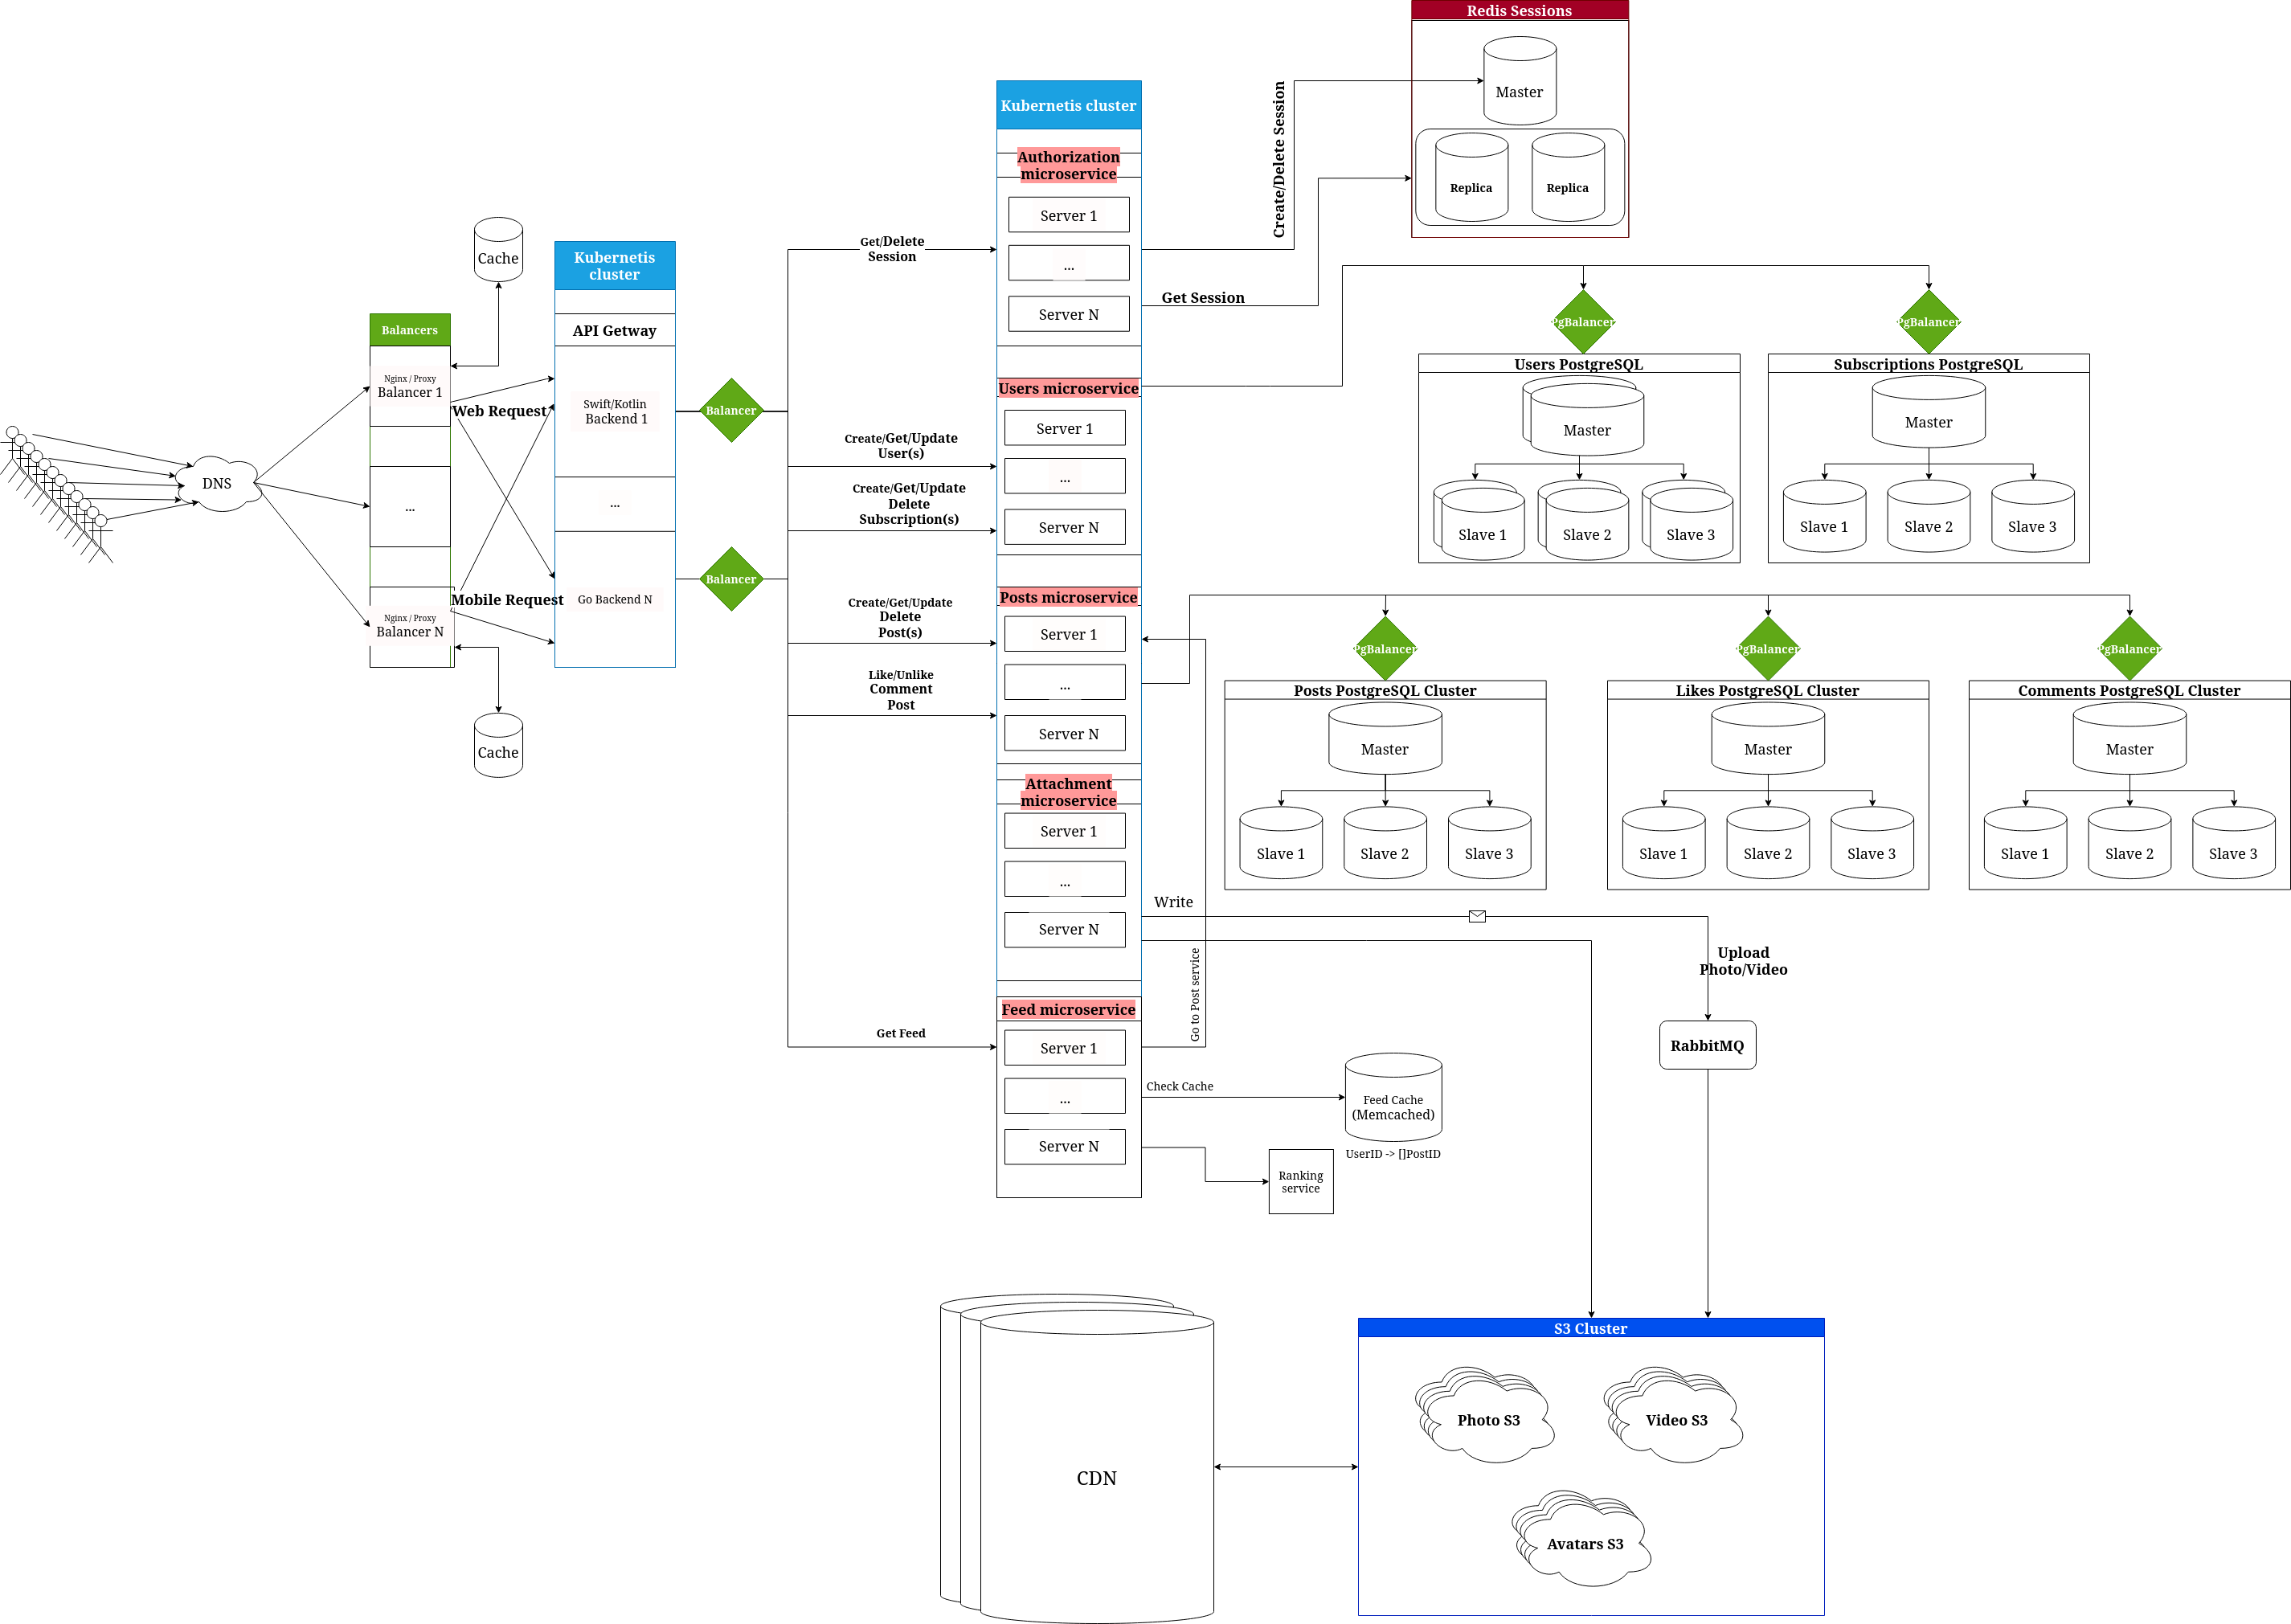 Redis Sessions
Master
Replica
Replica
Create/Delete Session
Get Session
Kubernetis cluster
Authorization
microservice
Server 1
...
Server N
Users microservice
Server 1
...
Server N
Posts microservice
Server 1
...
Server N
Attachment
microservice
Server 1
...
Server N
Feed microservice
Server 1
...
Server N
Cache
Kubernetis
cluster
API Getway
Swift/Kotlin
Backend 1
...
Go Backend N
Balancers
Nginx / Proxy
Balancer 1
...
Nginx / Proxy
Balancer N
Web Request
Mobile Request
Cache
DNS
Balancer
Balancer
Get/Delete
Session
Create/Get/Update
User(s)
Create/Get/Update
Delete
Subscription(s)
Create/Get/Update
Delete
Post(s)
Like/Unlike
Comment
Post
Get Feed
PgBalancer
PgBalancer
Users PostgreSQL
Master
Slave 1
Slave 2
Slave 3
Subscriptions PostgreSQL
Master
Slave 1
Slave 2
Slave 3
PgBalancer
PgBalancer
PgBalancer
Posts PostgreSQL Cluster
Master
Slave 1
Slave 2
Slave 3
Likes PostgreSQL Cluster
Master
Slave 1
Slave 2
Slave 3
Comments PostgreSQL Cluster
Master
Slave 1
Slave 2
Slave 3
Write
Upload
Photo/Video
Go to Post service
RabbitMQ
Check Cache
Feed Cache
(Memcached)
UserID -> []PostID
Ranking
service
CDN
S3 Cluster
Photo S3
Video S3
Avatars S3